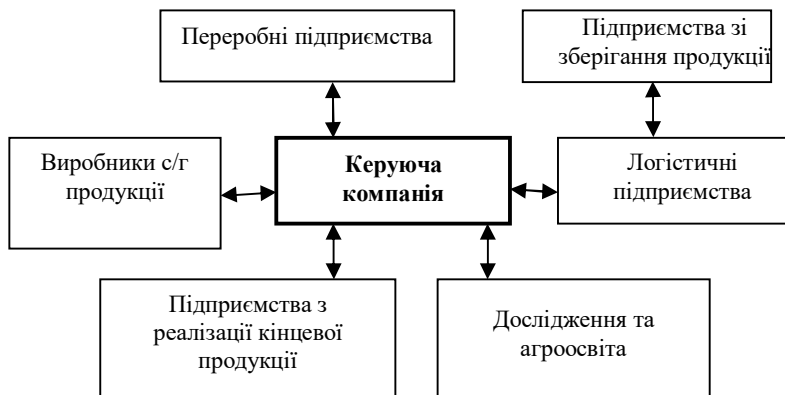 Переробні підприємства
Підприємства зі
зберігання продукції
Виробники с/г
продукції
Керуюча
компанія
Логістичні
підприємства
Підприємства з
реалізації кінцевої
продукції
Дослідження та
агроосвіта